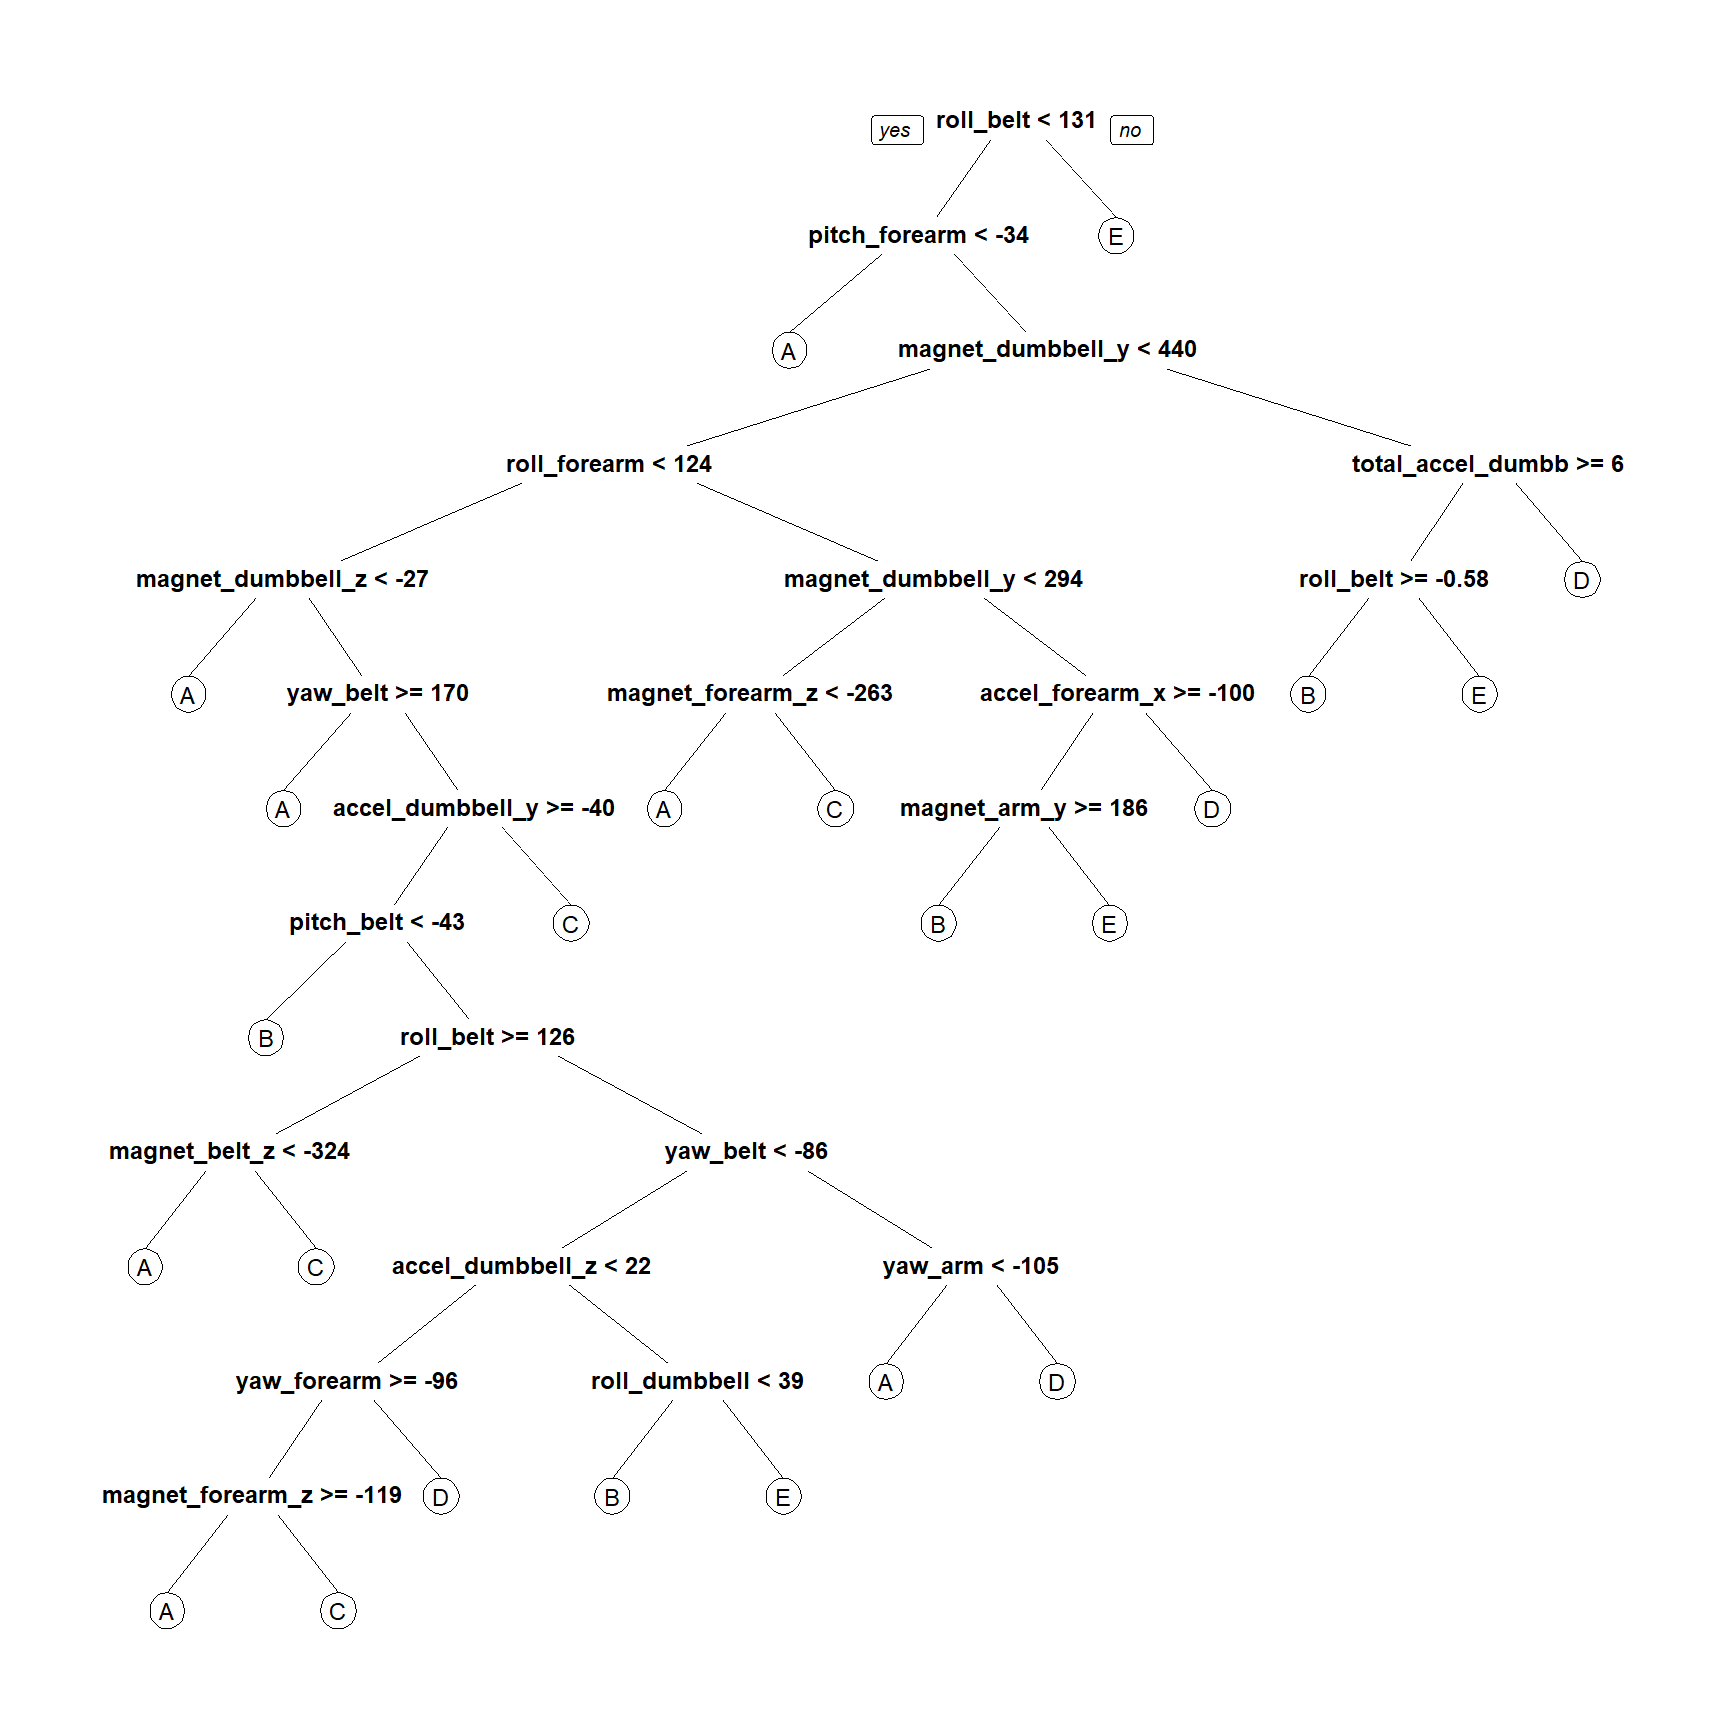 yes roll_belt < 131 no
pitch_forearm < -34 E
A magnet_dumbbell_y < 440
roll_forearm < 124 total_accel_dumbb >= 6
magnet_dumbbell_z < -27 magnet_dumbbell_y < 294 roll_belt >= -0.58 D
A yaw_belt >= 170 magnet_forearm_z < -263 accel_forearm_x >= -100 B E
A accel_dumbbell_y >= -40 A C magnet_arm_y >= 186 D
pitch_belt < -43 C B E
B roll_belt >= 126
magnet_belt_z < -324 yaw_belt < -86
A C accel_dumbbell_z < 22 yaw_arm < -105
yaw_forearm >= -96 roll_dumbbell < 39 A D
magnet_forearm_z >= -119 D B E
A C